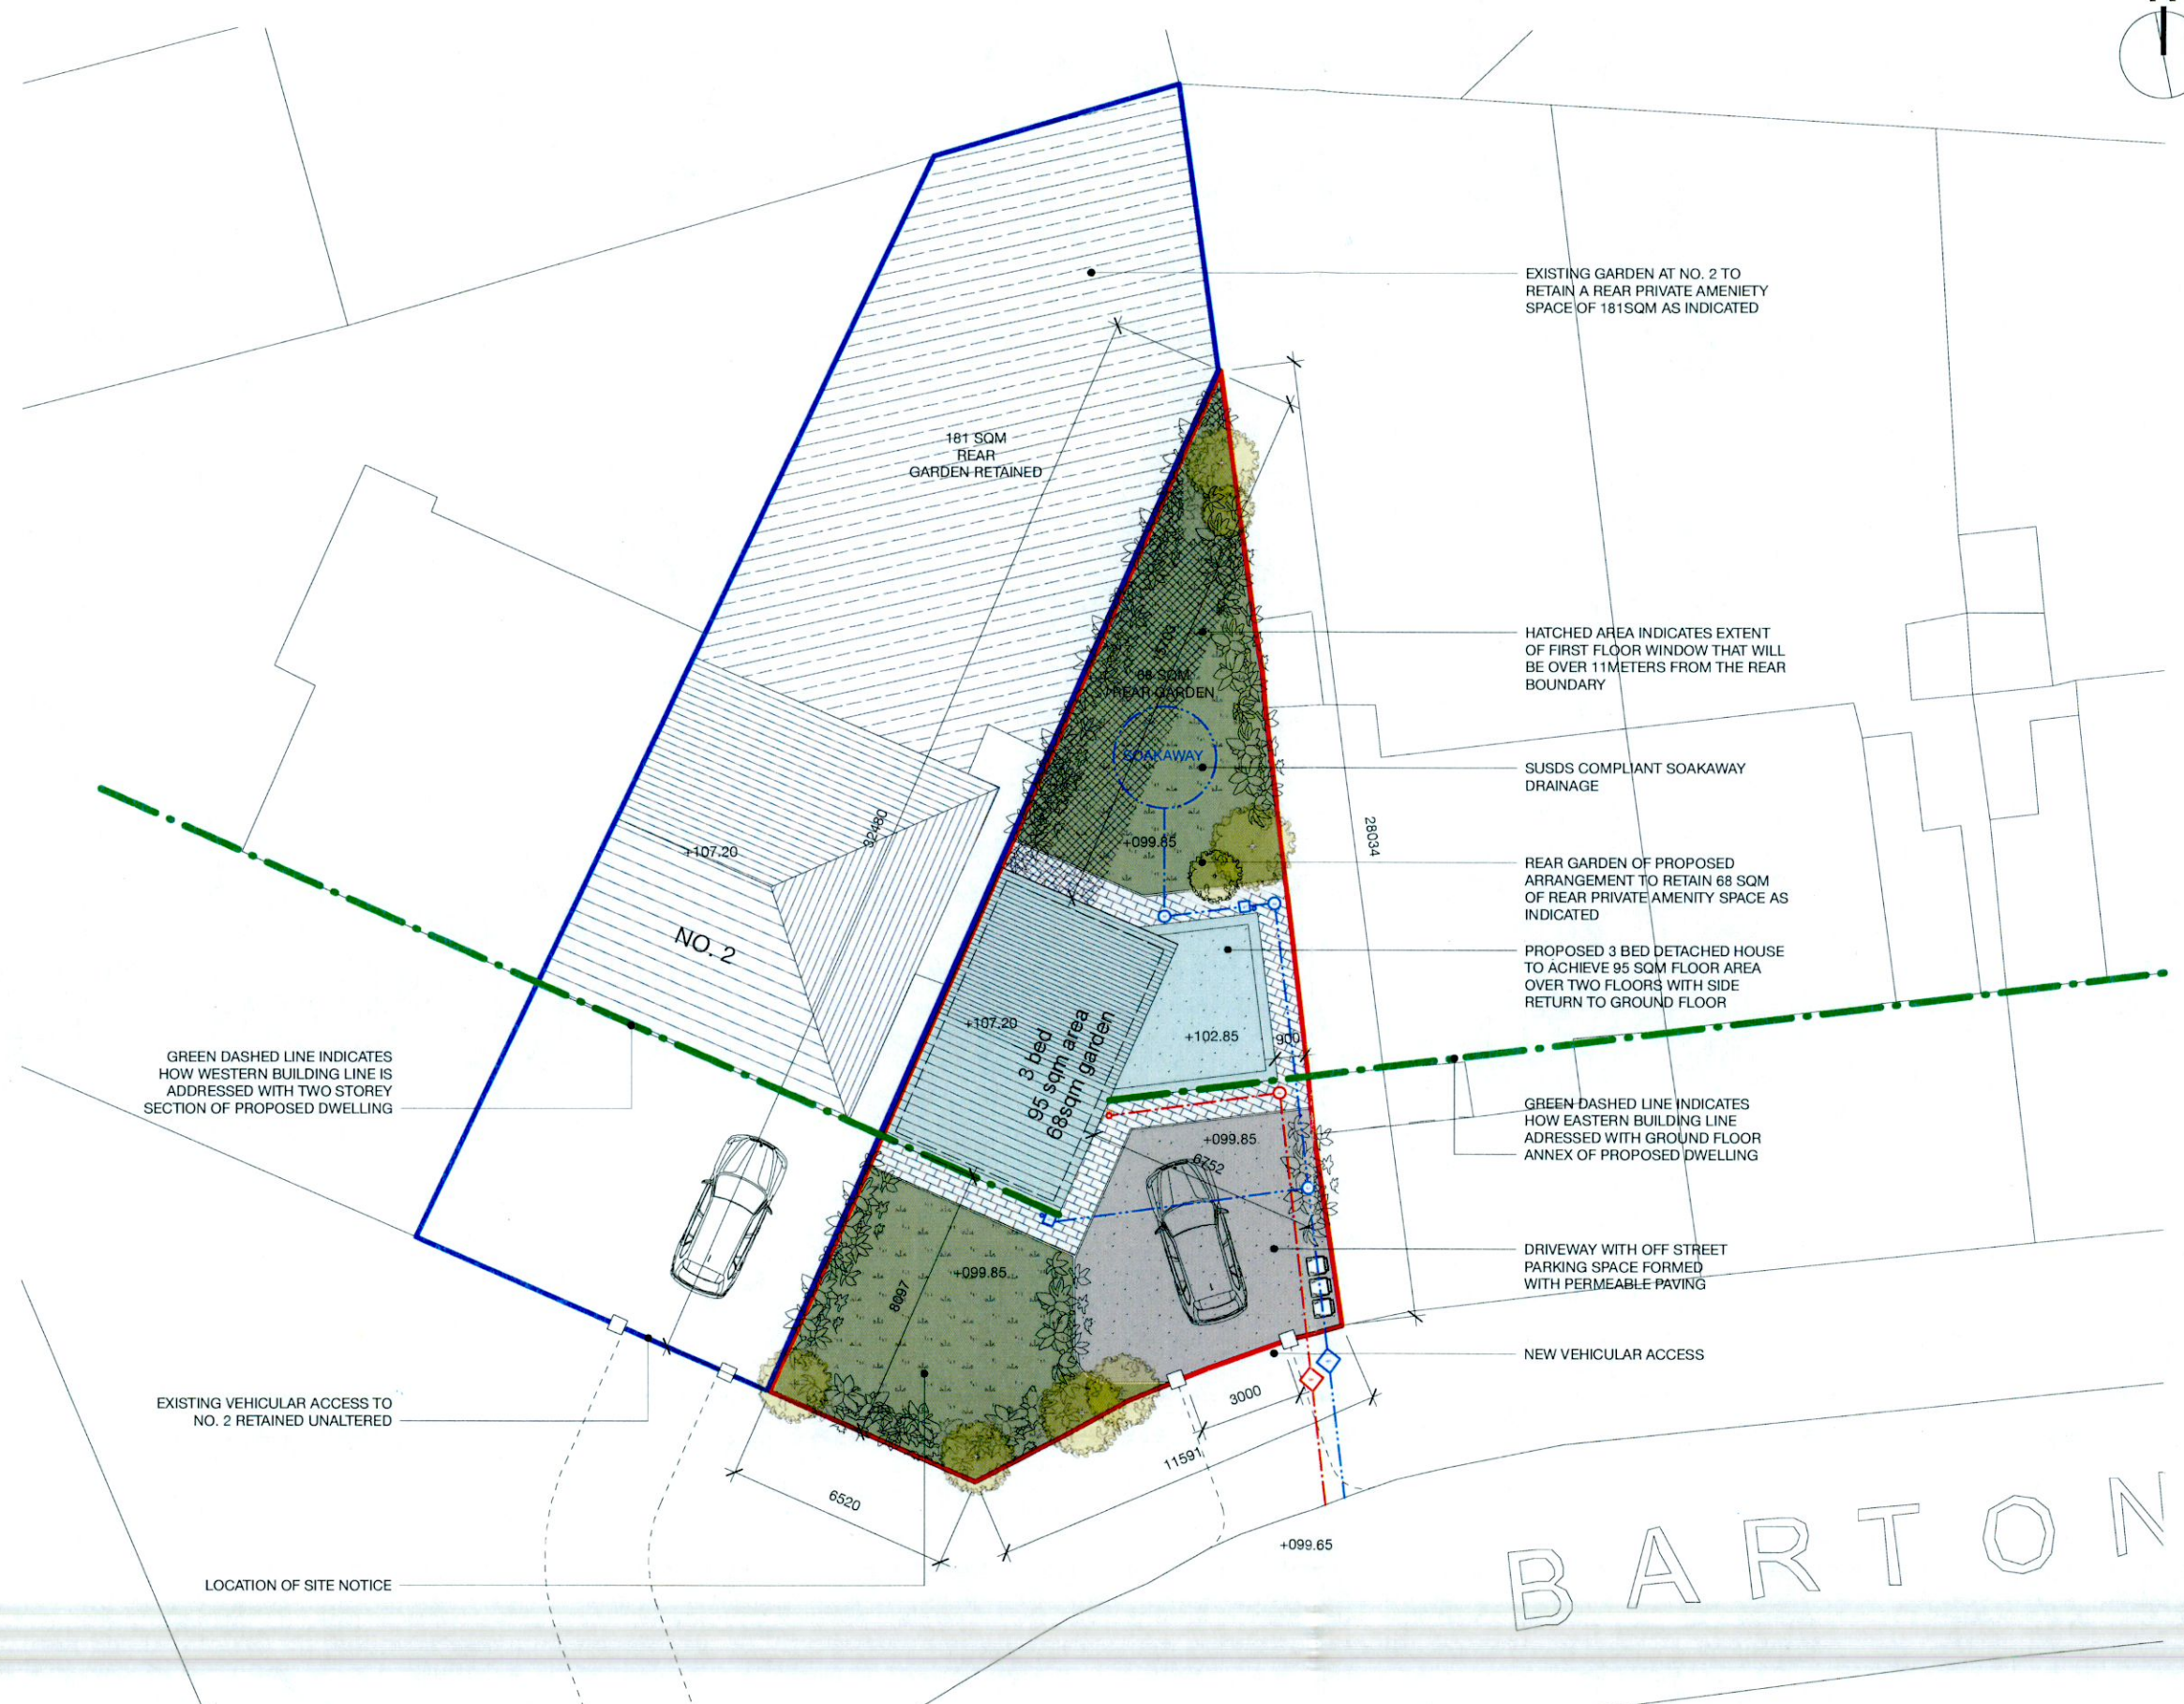 EXISTING GARDEN AT NO. 2 TO
RETAIN A REAR PRIVATE AMENIETY
SPACE OF 181SQM AS INDICATED
181 SQM
REAR
GARDEN RETAINED
HATCHED AREA INDICATES EXTENT
OF FIRST FLOOR WINDOW THAT WILL
BE OVER 11METERS FROM THE REAR
BOUNDARY
68 SQM
REAR GARDEN
SOAKAWAY
SUSDS COMPLIANT SOAKAWAY
DRAINAGE
28034
32480
+099.85
+107.20
REAR GARDEN OF PROPOSED
ARRANGEMENT TO RETAIN 68 SQM
OF REAR PRIVATE AMENITY SPACE AS
INDICATED
NO. 2
PROPOSED 3 BED DETACHED HOUSE
TO ACHIEVE 95 SQM FLOOR AREA
OVER TWO FLOORS WITH SIDE
RETURN TO GROUND FLOOR
+107.20
3 bed
95 sqm area
68sqm garden
+102.85
900
GREEN DASHED LINE INDICATES
HOW WESTERN BUILDING LINE IS
ADDRESSED WITH TWO STOREY
SECTION OF PROPOSED DWELLING
GREEN DASHED LINE INDICATES
HOW EASTERN BUILDING LINE
ADRESSED WITH GROUND FLOOR
ANNEX OF PROPOSED DWELLING
+099.85
6752
DRIVEWAY WITH OFF STREET
PARKING SPACE FORMED
WITH PERMEABLE PAVING
+099.85
8097
NEW VEHICULAR ACCESS
EXISTING VEHICULAR ACCESS TO
NO. 2 RETAINED UNALTERED
3000
11591
6520
+099.65
LOCATION OF SITE NOTICE
BARTON